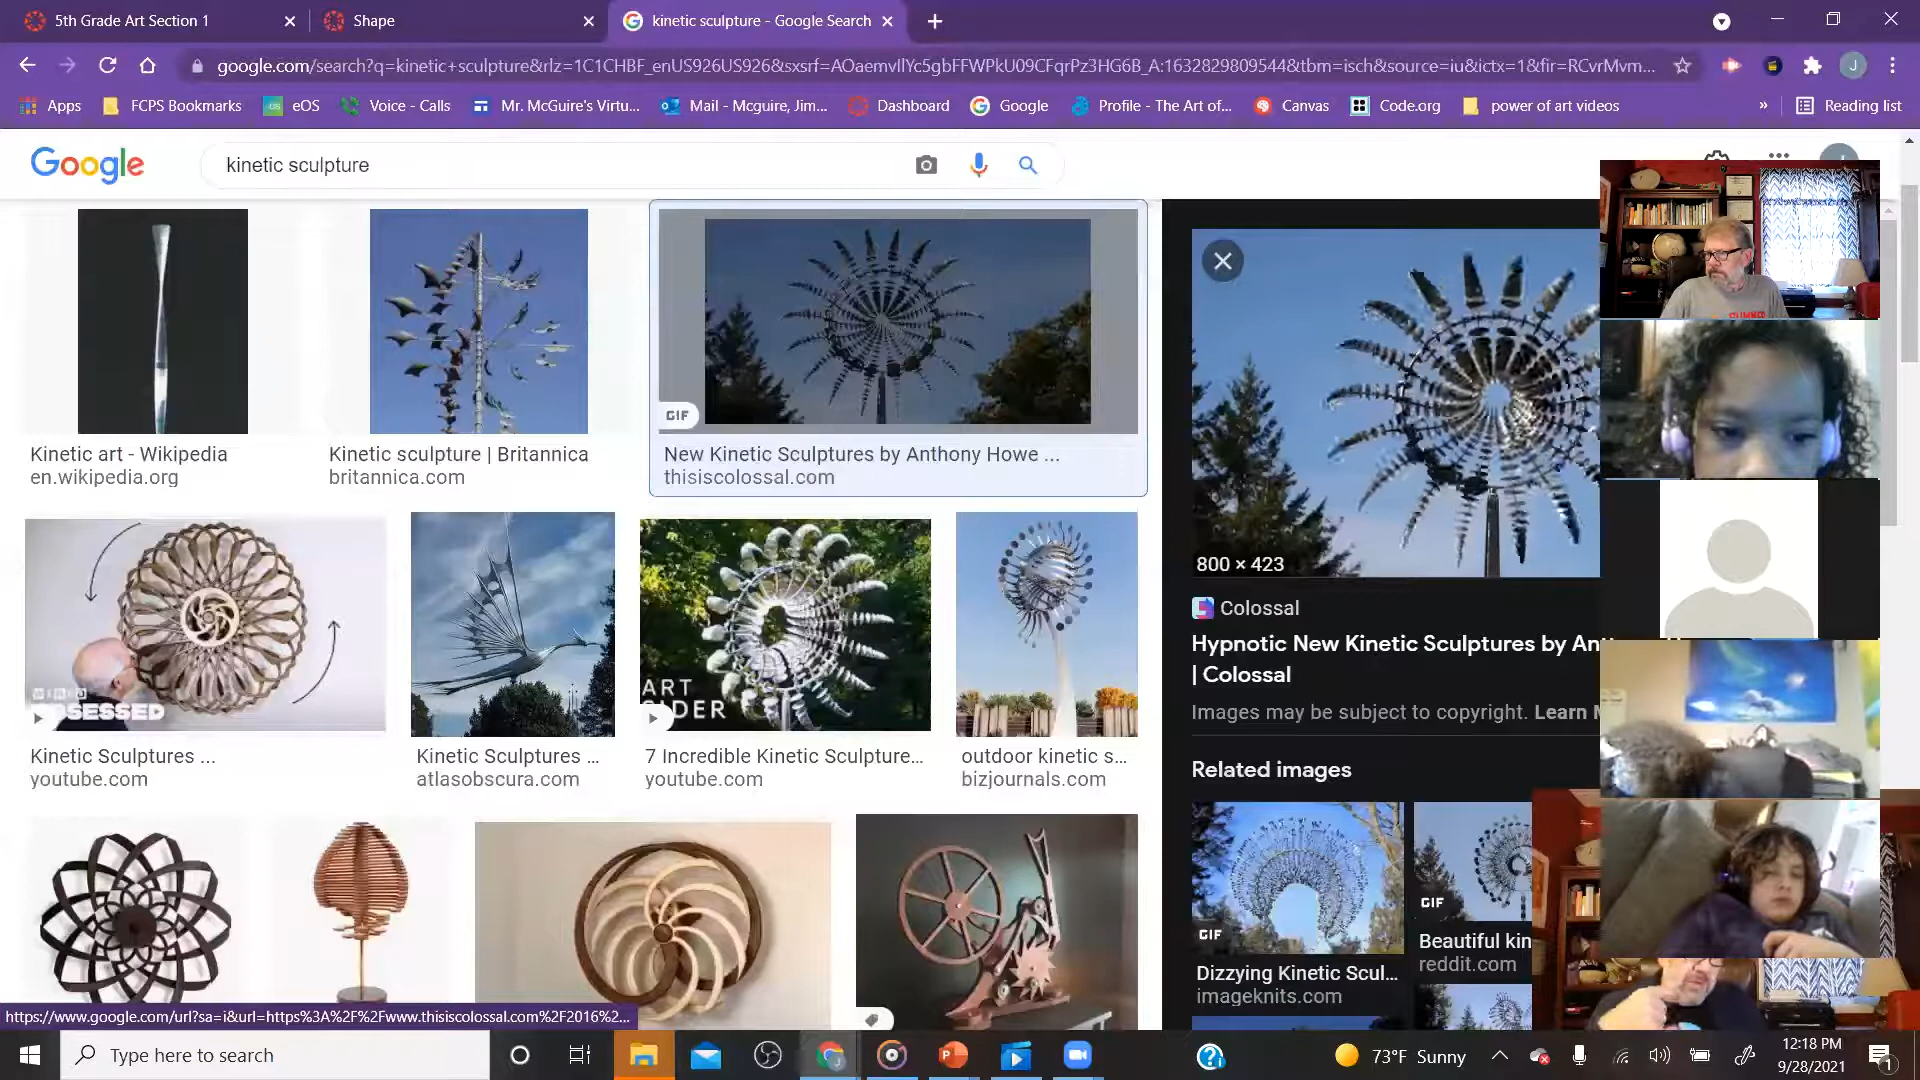 5th Grade Art Section 1
Shape
kinetic sculpture - Google Search
google.com/search?q=kinetic+sculpture&rlz=1C1CHBF_enUS926US926&sxsrf=AOaemvIlYc5gbFFWPkU09CFqrPz3HG6B_A:1632829809544&tbm=isch&source=iu&ictx=1&fir=RCvrMvm...
J
Apps
FCPS Bookmarks
eOS
Voice - Calls
Mr. McGuire's Virtu...
Mail - Mcguire, Jim...
Dashboard
Google
Profile - The Art of...
Canvas
Code.org
power of art videos
»
Reading list
Google
kinetic sculpture
GIF
Kinetic art - Wikipedia
en.wikipedia.org
Kinetic sculpture | Britannica
britannica.com
New Kinetic Sculptures by Anthony Howe ...
thisiscolossal.com
WIRED
OBSESSED
ART
Kinetic Sculptures ...
youtube.com
Kinetic Sculptures ...
atlasobscura.com
7 Incredible Kinetic Sculpture...
youtube.com
outdoor kinetic s...
bizjournals.com
800 × 423
Colossal
Hypnotic New Kinetic Sculptures by An
| Colossal
Images may be subject to copyright. Learn
Related images
GIF
Dizzying Kinetic Scul...
imageknits.com
GIF
Beautiful kin
reddit.com
https://www.google.com/url?sa=i&url=https%3A%2F%2Fwww.thisiscolossal.com%2F2016%2...
Type here to search
73°F Sunny
12:18 PM
9/28/2021
1